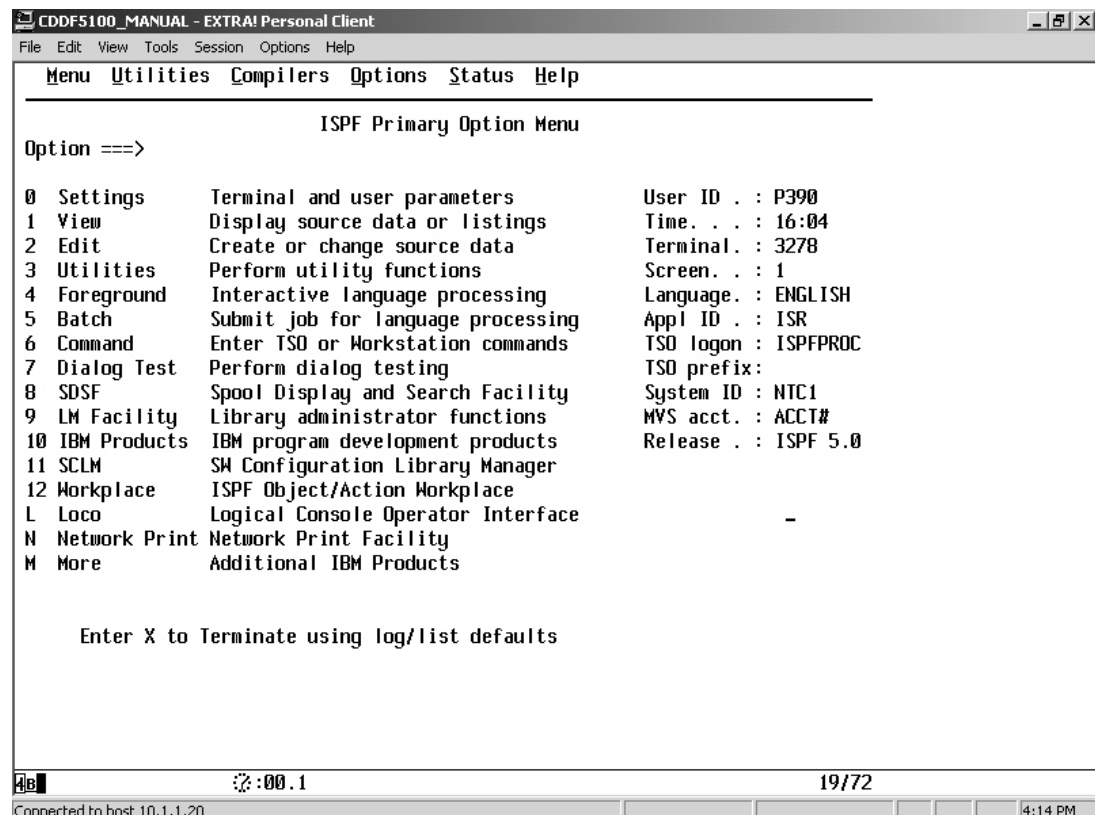 CDDF5100_MANUAL - EXTRA! Personal Client
File Edit View Tools Session Options Help
Menu Utilities Compilers Options Status Help
ISPF Primary Option Menu
Option ===>
0 Settings Terminal and user parameters User ID . : P390
1 View Display source data or listings Time. . . : 16:04
2 Edit Create or change source data Terminal. : 3278
3 Utilities Perform utility functions Screen. . : 1
4 Foreground Interactive language processing Language. : ENGLISH
5 Batch Submit job for language processing Appl ID . : ISR
6 Command Enter TSO or Workstation commands TSO logon : ISPFPROC
7 Dialog Test Perform dialog testing TSO prefix:
8 SDSF Spool Display and Search Facility System ID : NTC1
9 LM Facility Library administrator functions MVS acct. : ACCT#
10 IBM Products IBM program development products Release . : ISPF 5.0
11 SCLM SW Configuration Library Manager
12 Workplace ISPF Object/Action Workplace
L Loco Logical Console Operator Interface _
N Network Print Network Print Facility
M More Additional IBM Products
Enter X to Terminate using log/list defaults
4B :00.1 19/72
Connected to host 10.1.1.20 4:14 PM